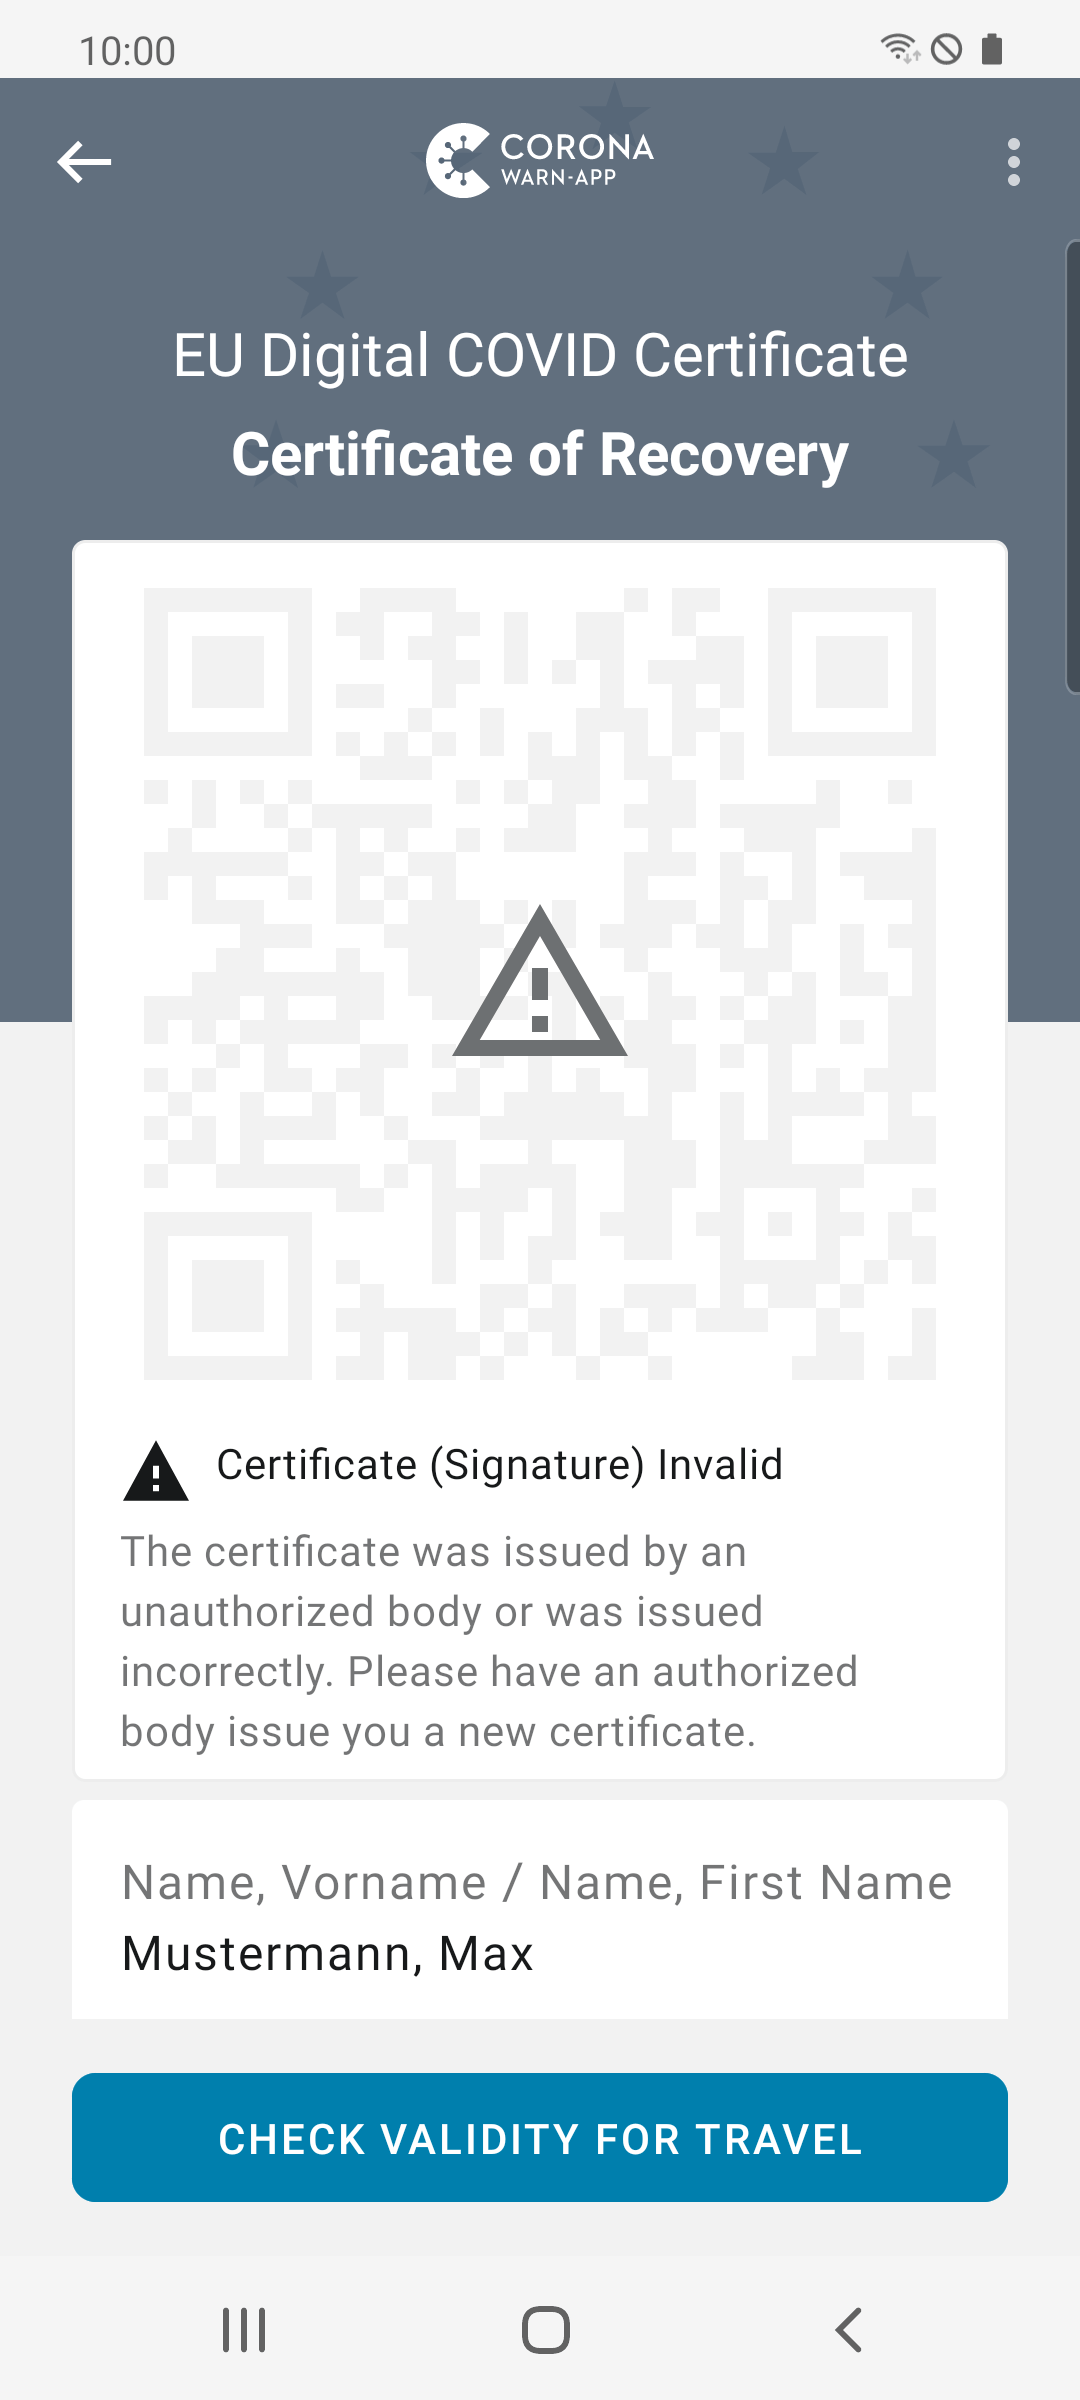 10:00
CORONA
WARN-APP
EU Digital COVID Certificate
Certificate of Recovery
Certificate (Signature) Invalid
The certificate was issued by an
unauthorized body or was issued
incorrectly. Please have an authorized
body issue you a new certificate.
Name, Vorname / Name, First Name
Mustermann, Max
CHECK VALIDITY FOR TRAVEL